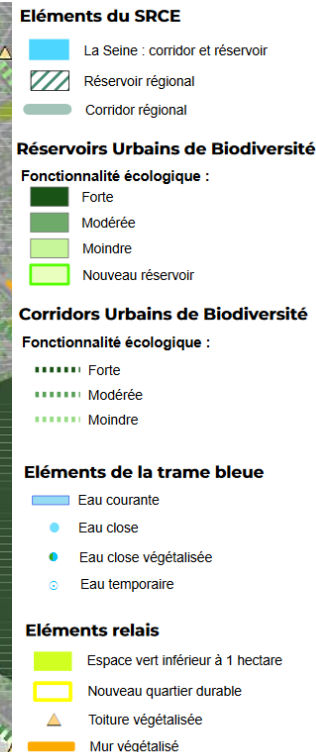 Eléments du SRCE
La Seine : corridor et réservoir
Réservoir régional
Corridor régional
Réservoirs Urbains de Biodiversité
Fonctionnalité écologique :
Forte
Modérée
Moindre
Nouveau réservoir
Corridors Urbains de Biodiversité
Fonctionnalité écologique :
Forte
Modérée
Moindre
Eléments de la trame bleue
Eau courante
Eau close
Eau close végétalisée
Eau temporaire
Eléments relais
Espace vert inférieur à 1 hectare
Nouveau quartier durable
Toiture végétalisée
Mur végétalisé